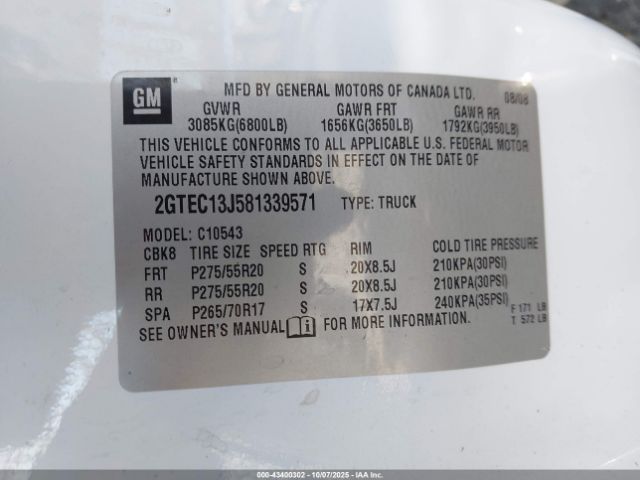 GM ® MFD BY GENERAL MOTORS OF CANADA LTD. 08/08
GVWR GAWR FRT GAWR RR
3085KG(6800LB) 1656KG(3650LB) 1792KG(3950LB)
THIS VEHICLE CONFORMS TO ALL APPLICABLE U.S. FEDERAL MOTOR
VEHICLE SAFETY STANDARDS IN EFFECT ON THE DATE OF
MANUFACTURE SHOWN ABOVE.
2GTEC13J581339571 TYPE: TRUCK
MODEL: C10543
CBK8 TIRE SIZE SPEED RTG RIM COLD TIRE PRESSURE
FRT P275/55R20 S 20X8.5J 210KPA(30PSI)
RR P275/55R20 S 20X8.5J 210KPA(30PSI)
SPA P265/70R17 S 17X7.5J 240KPA(35PSI)
SEE OWNER'S MANUAL i FOR MORE INFORMATION. F 171 LB
T 572 LB
000-43400302 - 10/07/2025 - IAAI.COM